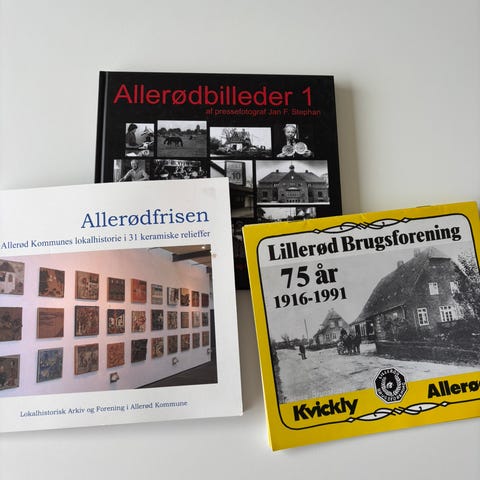 Allerødbilleder 1
af pressefotograf Jan F. Stephan
Allerødfrisen
Allerød Kommunes lokalhistorie i 31 keramiske relieffer
Lokalhistorisk Arkiv og Forening i Allerød Kommune
Lillerød Brugsforening
75 år
1916-1991
Kvickly
Allerø